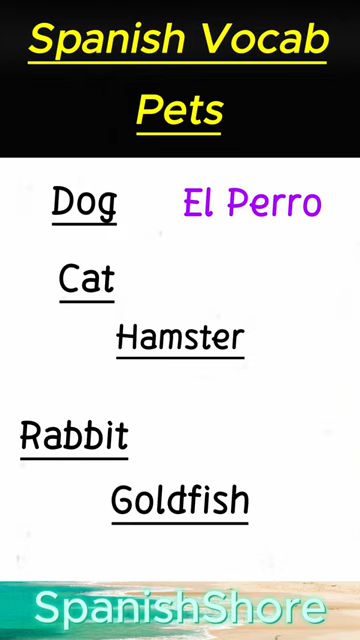 Spanish Vocab
Pets
Dog El Perro
Cat
Hamster
Rabbit
Goldfish
SpanishShore